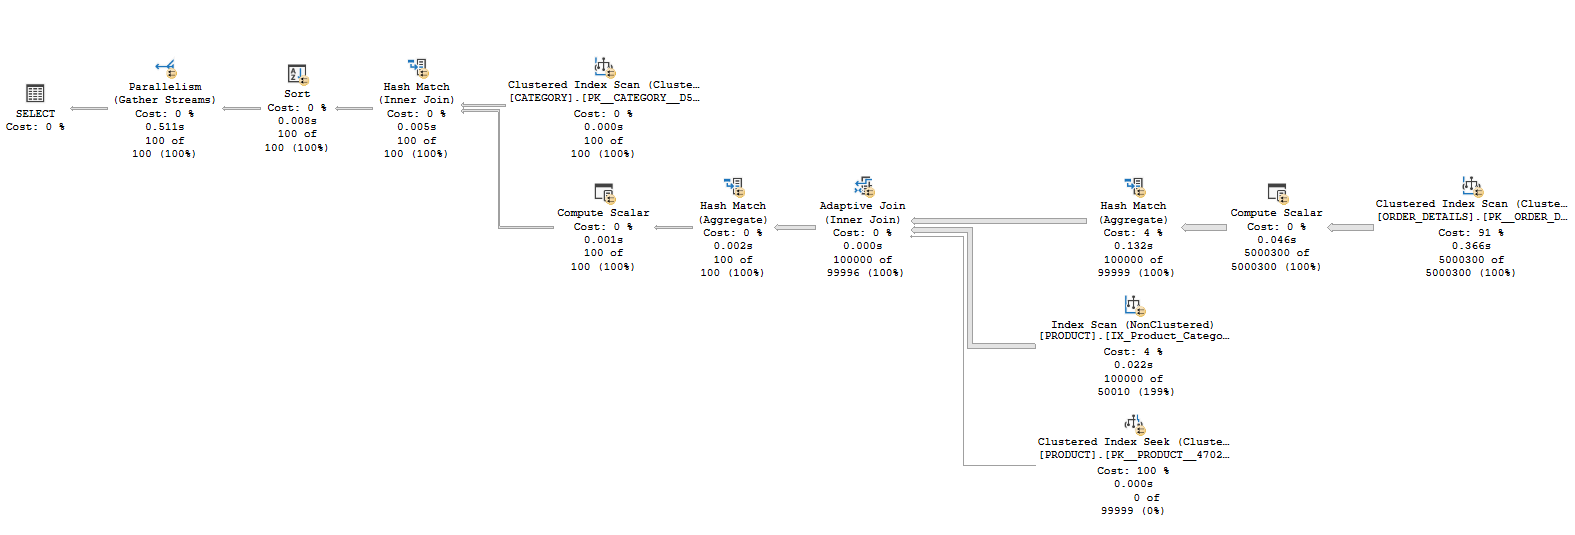 SELECT
Cost: 0 %
Parallelism
(Gather Streams)
Cost: 0 %
0.511s
100 of
100 (100%)
Sort
Cost: 0 %
0.008s
100 of
100 (100%)
Hash Match
(Inner Join)
Cost: 0 %
0.005s
100 of
100 (100%)
Clustered Index Scan (Cluste…
[CATEGORY].[PK__CATEGORY__D5…
Cost: 0 %
0.000s
100 of
100 (100%)
Compute Scalar
Cost: 0 %
0.001s
100 of
100 (100%)
Hash Match
(Aggregate)
Cost: 0 %
0.002s
100 of
100 (100%)
Adaptive Join
(Inner Join)
Cost: 0 %
0.000s
100000 of
99996 (100%)
Hash Match
(Aggregate)
Cost: 4 %
0.132s
100000 of
99999 (100%)
Compute Scalar
Cost: 0 %
0.046s
5000300 of
5000300 (100%)
Clustered Index Scan (Cluste…
[ORDER_DETAILS].[PK__ORDER_D…
Cost: 91 %
0.366s
5000300 of
5000300 (100%)
Index Scan (NonClustered)
[PRODUCT].[IX_Product_Catego…
Cost: 4 %
0.022s
100000 of
50010 (199%)
Clustered Index Seek (Cluste…
[PRODUCT].[PK__PRODUCT__4702…
Cost: 100 %
0.000s
0 of
99999 (0%)